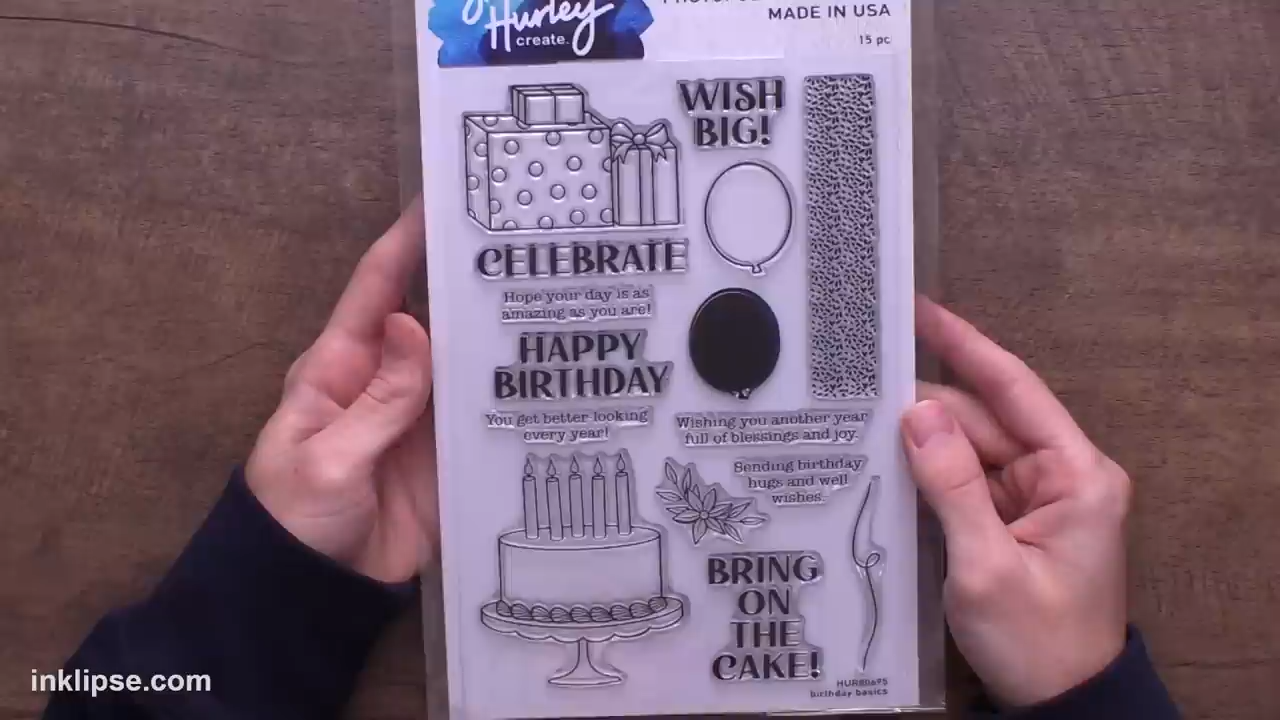 Hurley
create.
MADE IN USA
15 pc
WISH
BIG!
CELEBRATE
Hope your day is as
amazing as you are!
HAPPY
BIRTHDAY
You get better looking
every year!
Wishing you another year
full of blessings and joy.
Sending birthday
hugs and well
wishes.
BRING
ON
THE
CAKE!
birthday basics
inklipse.com